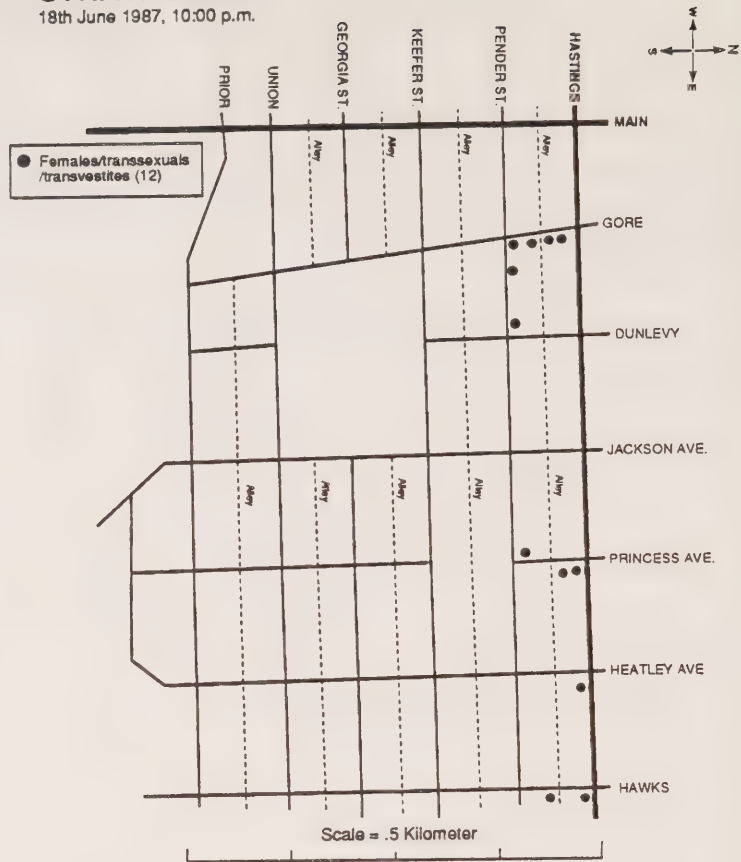 18th June 1987, 10:00 p.m.
W
S
N
E
PRIOR
UNION
GEORGIA ST.
KEEFER ST.
PENDER ST.
HASTINGS
MAIN
● Females/transsexuals
/transvestites (12)
Alley
Alley
Alley
Alley
GORE
DUNLEVY
JACKSON AVE.
Alley
Alley
Alley
Alley
Alley
PRINCESS AVE.
HEATLEY AVE
HAWKS
Scale = .5 Kilometer